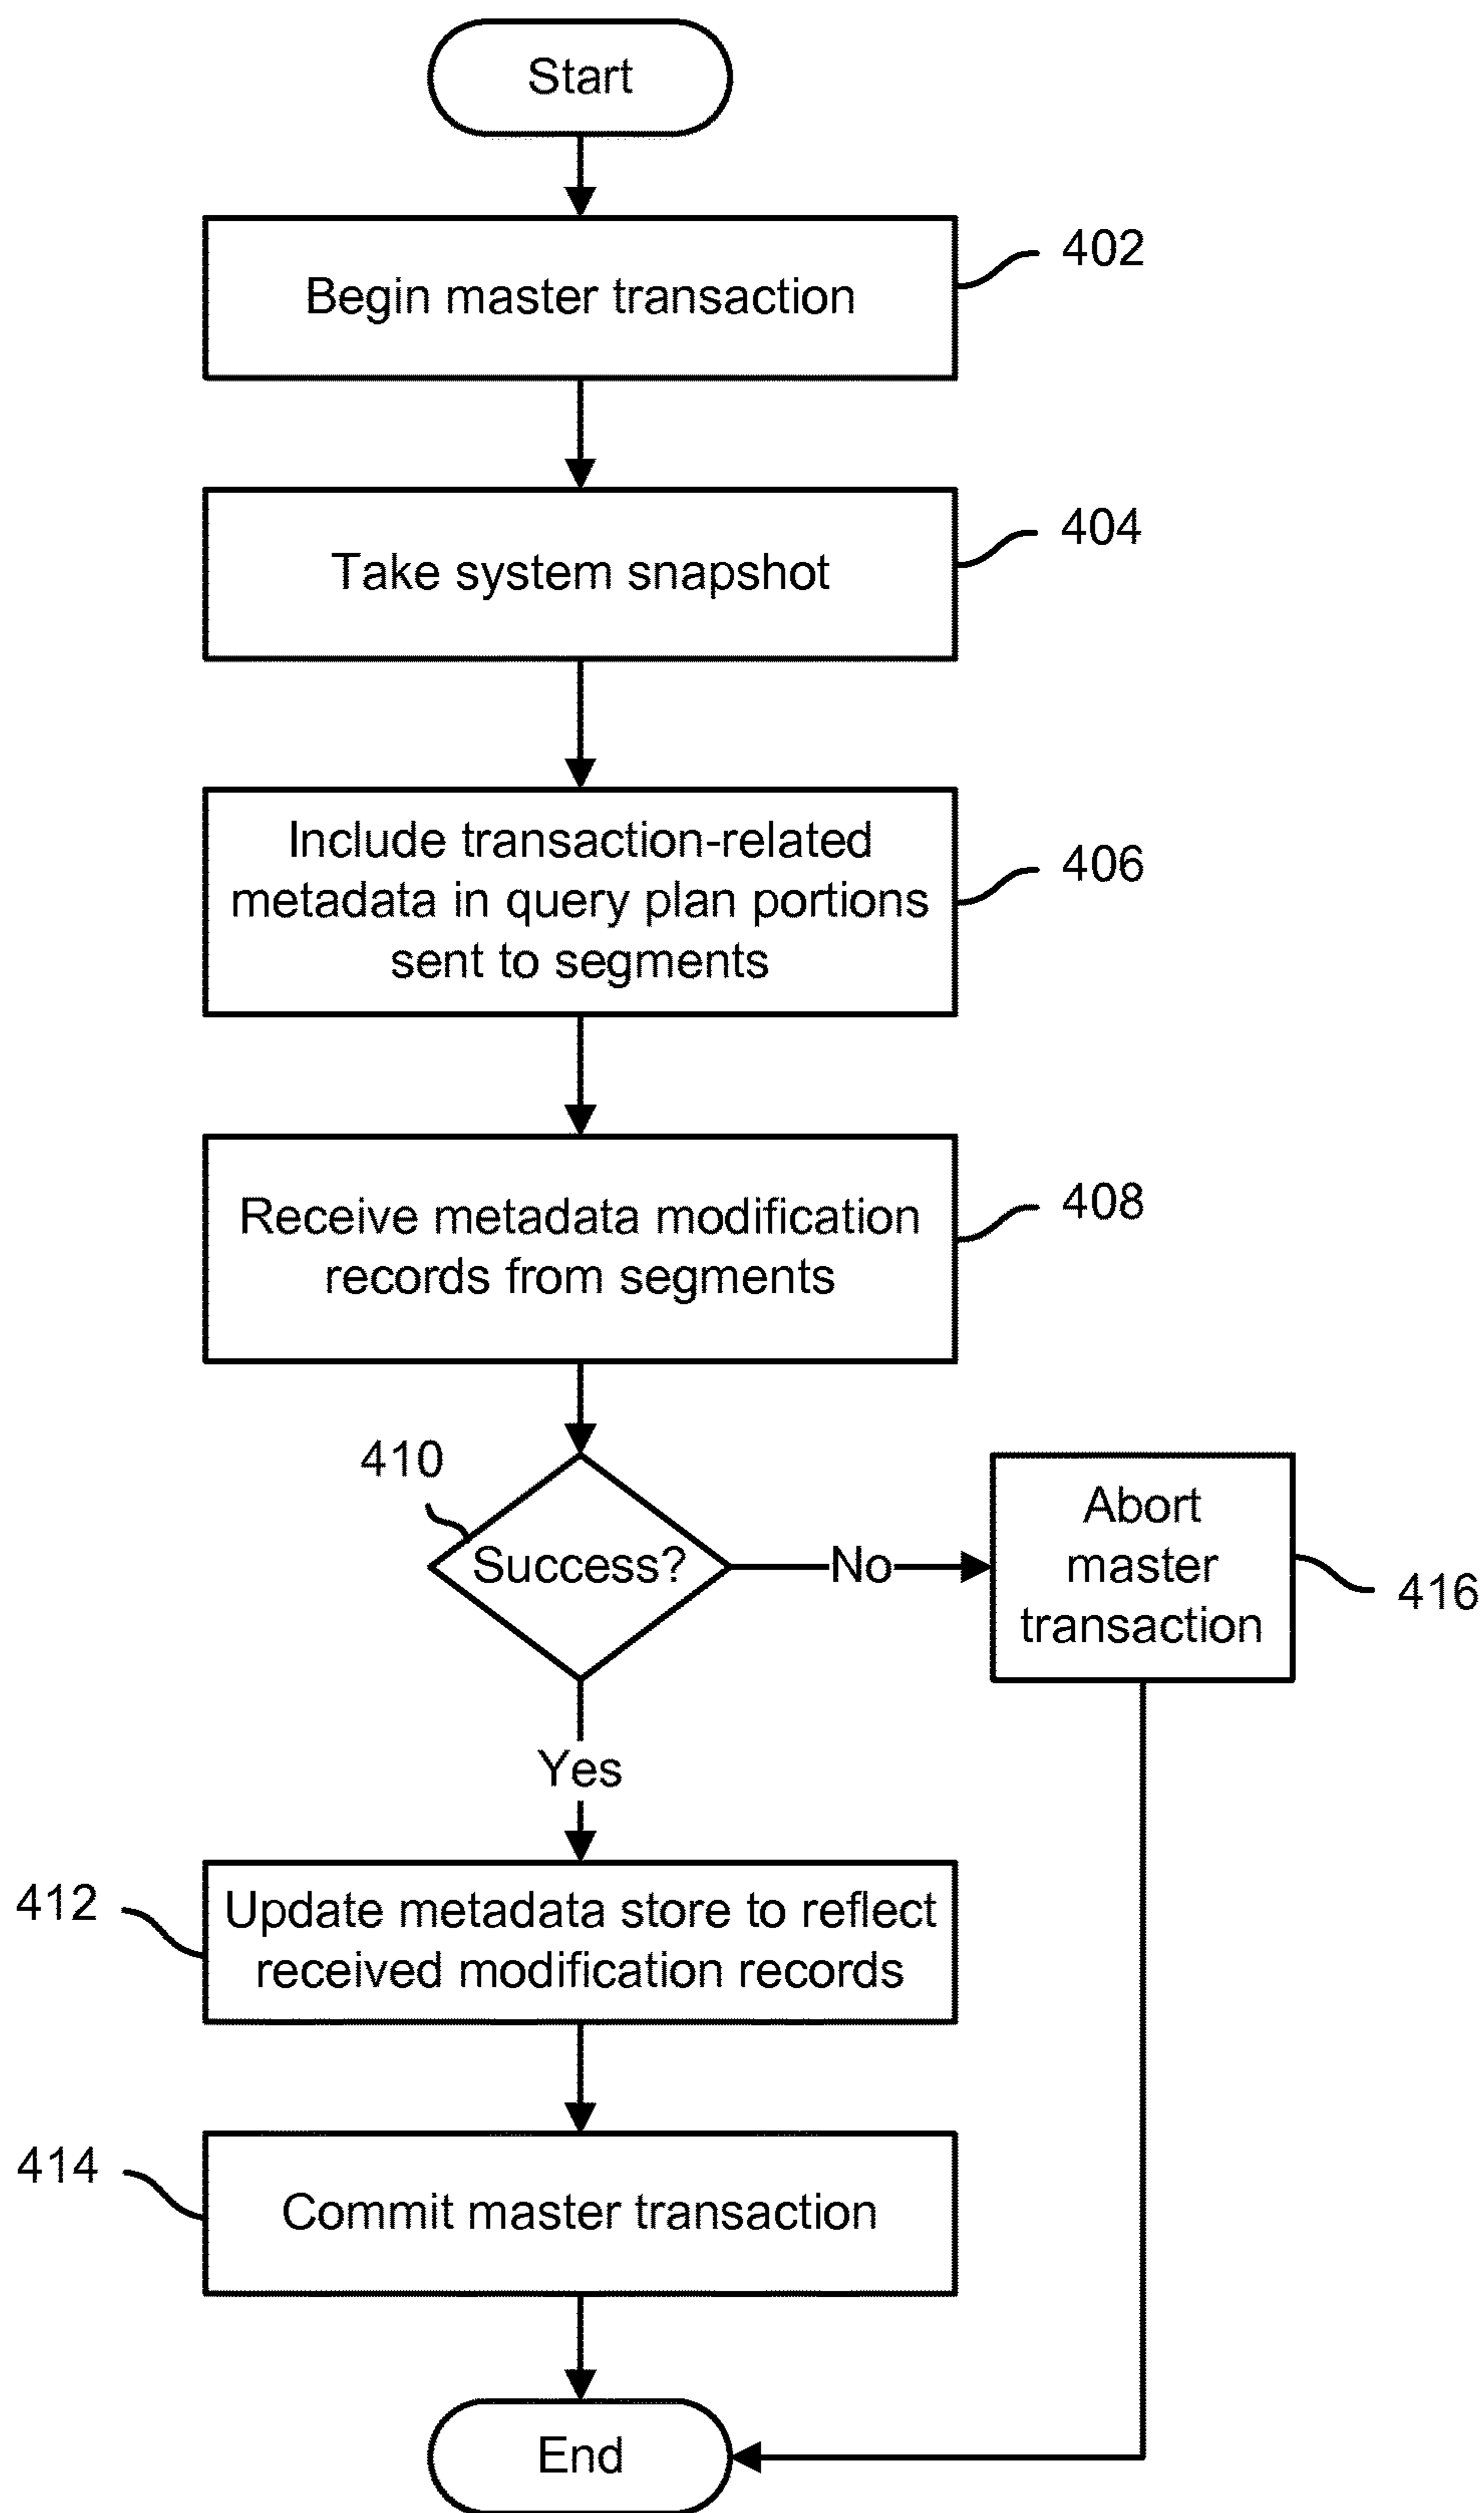 Start
Begin master transaction
402
Take system snapshot
404
Include transaction-related
metadata in query plan portions
sent to segments
406
Receive metadata modification
records from segments
408
410
Success?
No
Abort
master
transaction
416
Yes
412
Update metadata store to reflect
received modification records
414
Commit master transaction
End